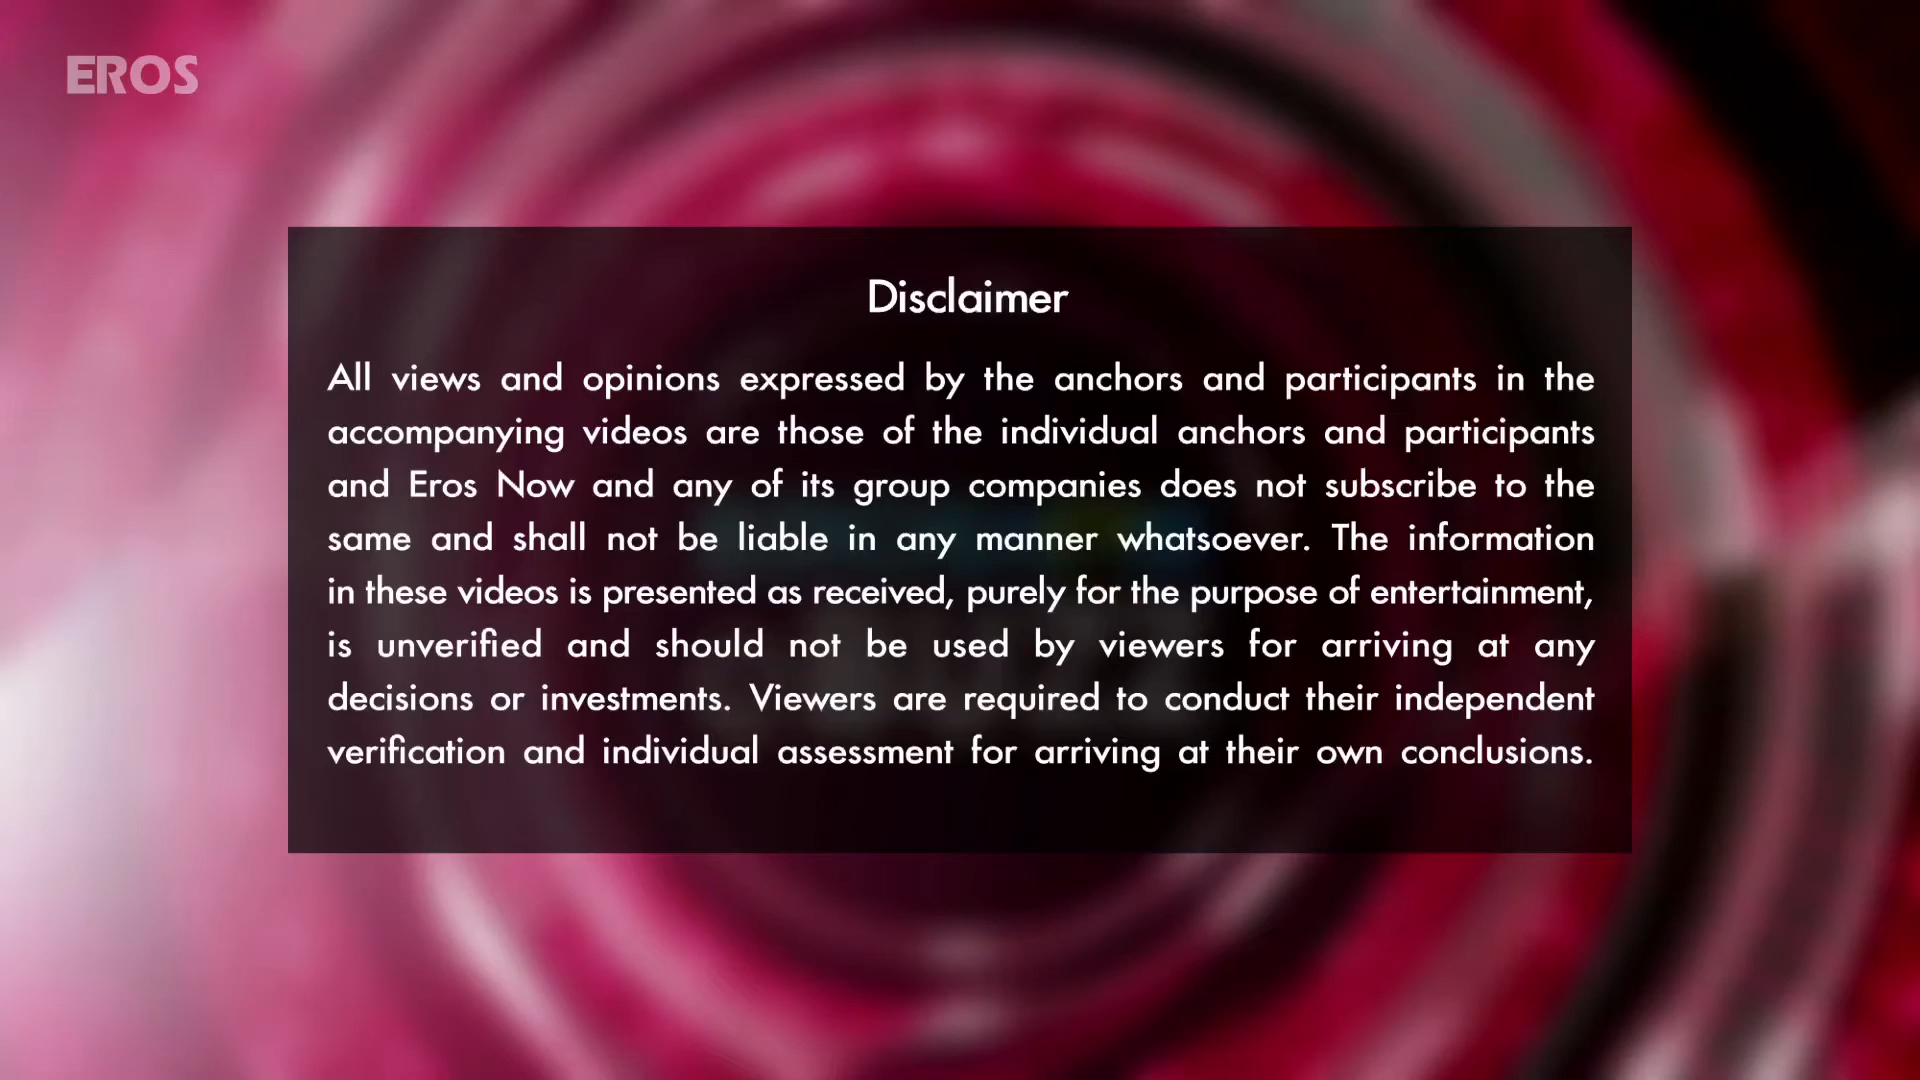 EROS
Disclaimer
All views and opinions expressed by the anchors and participants in the
accompanying videos are those of the individual anchors and participants
and Eros Now and any of its group companies does not subscribe to the
same and shall not be liable in any manner whatsoever. The information
in these videos is presented as received, purely for the purpose of entertainment,
is unverified and should not be used by viewers for arriving at any
decisions or investments. Viewers are required to conduct their independent
verification and individual assessment for arriving at their own conclusions.